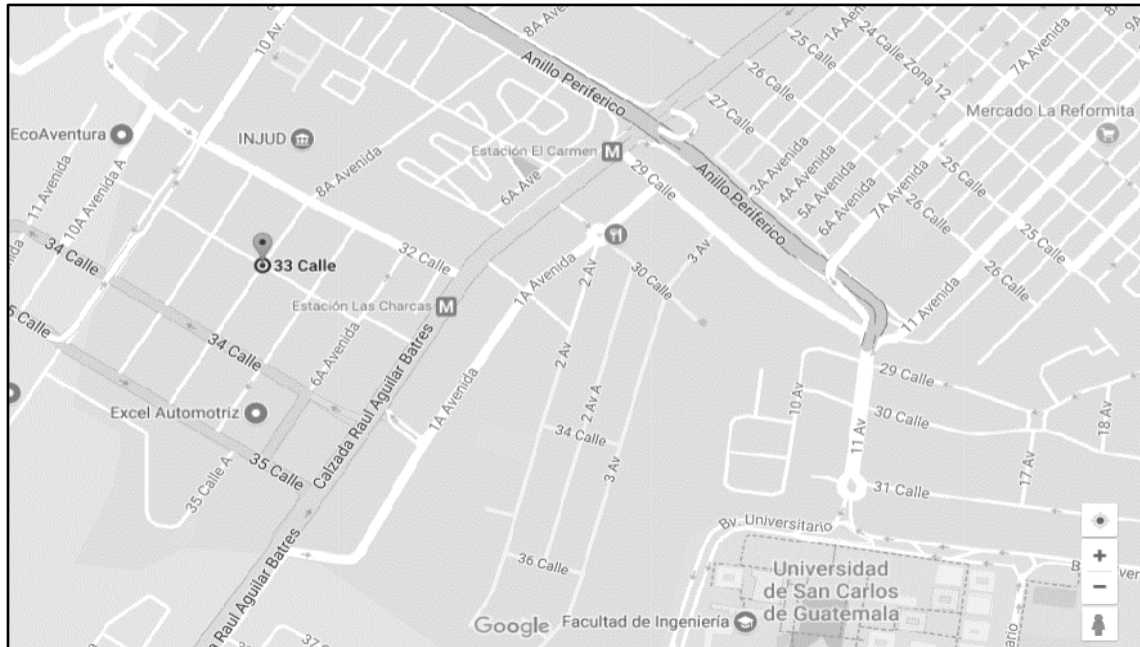 10 Av.
8A Avenida
Anillo Periferico
25 Calle
24 Calle Zona 12
7A Avenida
26 Calle
27 Calle
Mercado La Reformita
EcoAventura
INJUD
Estación El Carmen
29 Calle
Anillo Periferico
3A Avenida
4A Avenida
5A Avenida
6A Avenida
7A Avenida
25 Calle
26 Calle
25 Calle
26 Calle
11 Avenida
10A Avenida A
8A Avenida
6A Ave
34 Calle
33 Calle
32 Calle
1A Avenida
2 Av
30 Calle
3 Av
11 Avenida
Estación Las Charcas
34 Calle
6A Avenida
Calzada Raul Aguilar Batres
1A Avenida
2 Av
2 Av A
3 Av
34 Calle
10 Av
11 Av
29 Calle
30 Calle
17 Av
18 Av
Excel Automotriz
35 Calle
35 Calle A
31 Calle
Bv. Universitario
36 Calle
Universidad
de San Carlos
de Guatemala
Raul Aguilar Batres
Google
Facultad de Ingeniería